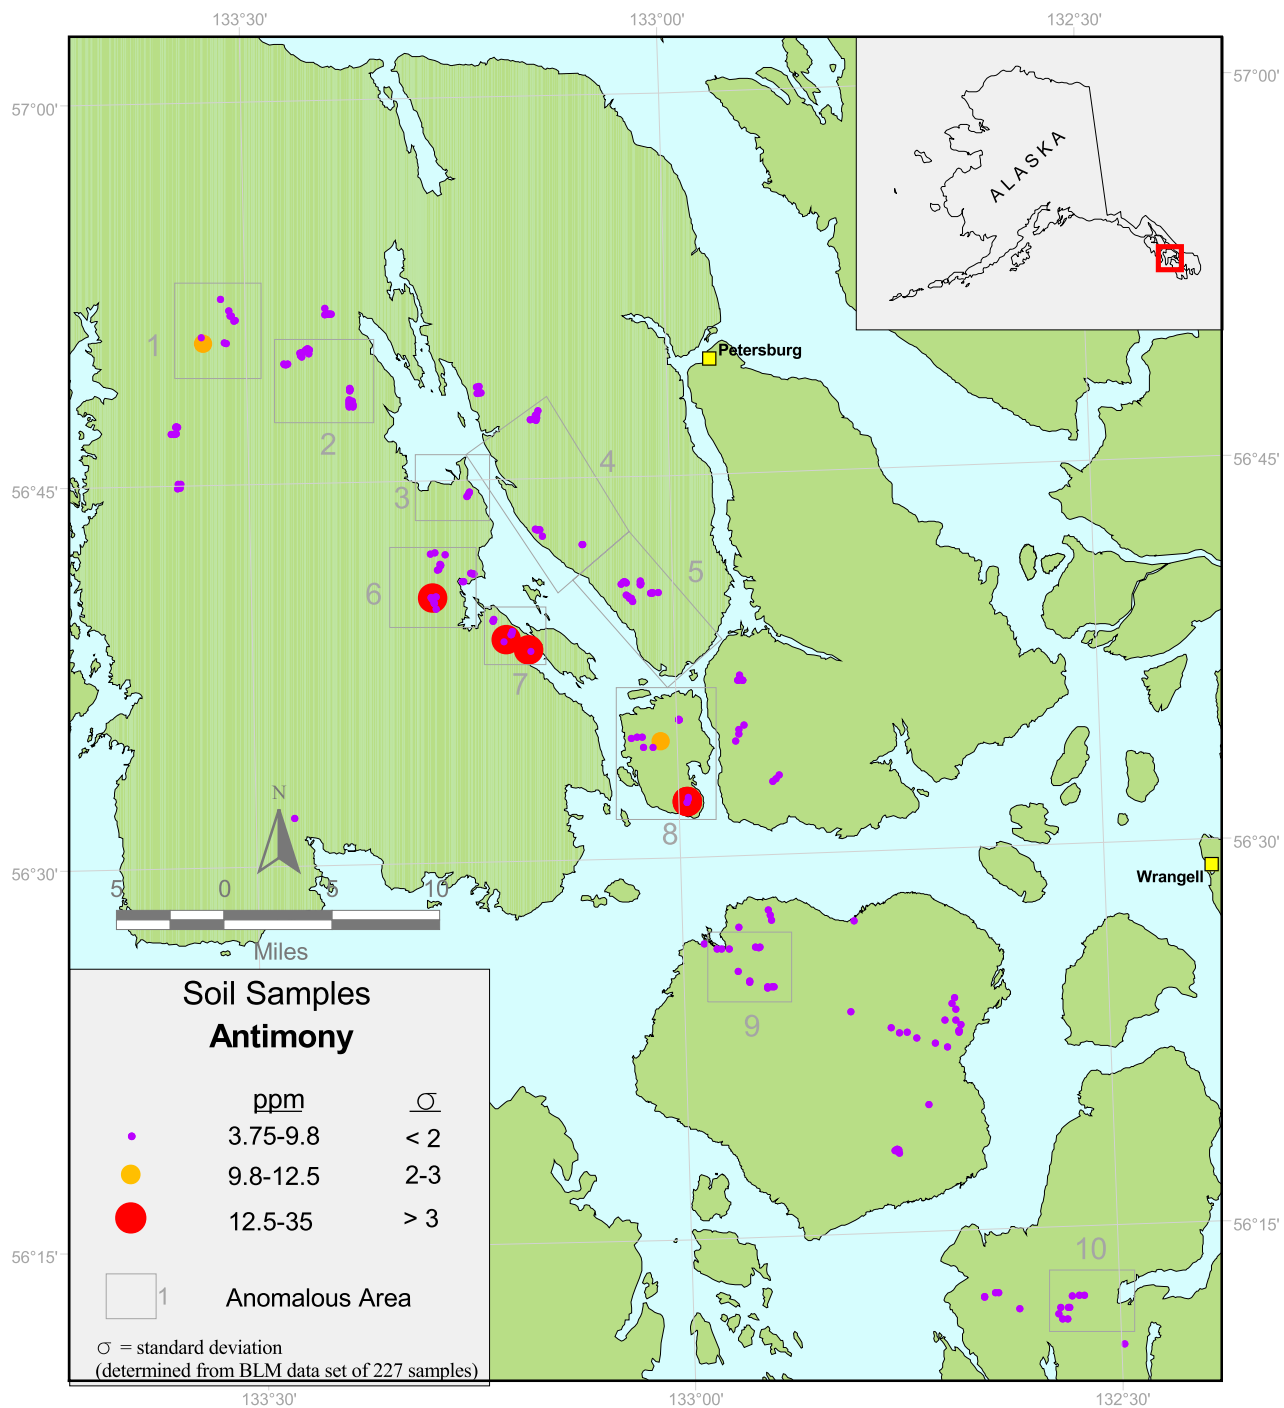 133°30'
133°00'
132°30'
57°00'
57°00'
ALASKA
1
Petersburg
2
4
56°45'
56°45'
3
5
6
7
8
N
56°30'
56°30'
Wrangell
5 0 5 10
Miles
9
Soil Samples
Antimony
ppm σ
3.75-9.8 < 2
9.8-12.5 2-3
12.5-35 > 3
56°15'
56°15'
10
1 Anomalous Area
σ = standard deviation
(determined from BLM data set of 227 samples)
133°30'
133°00'
132°30'